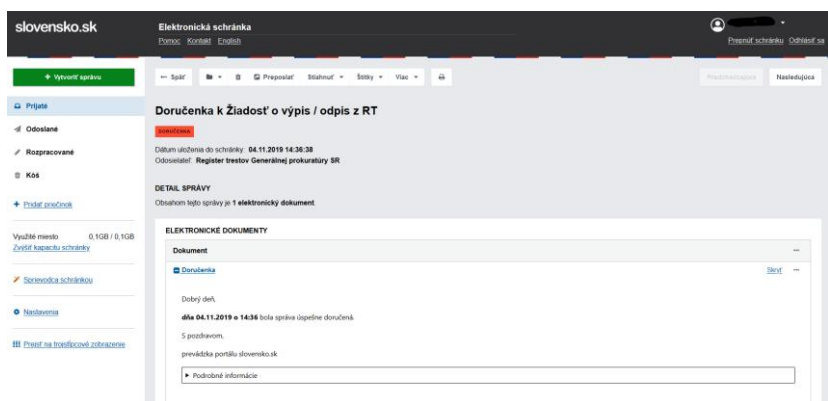 slovensko.sk
Elektronická schránka
Pomoc Kontakt English
Prepnúť schránku Odhlásiť sa
+ Vytvoriť správu
← Späť Preposlať Stiahnuť Štítky Viac
Predchádzajúca Nasledujúca
Prijaté
Odoslané
Rozpracované
Kôš
+ Pridať priečinok
Využité miesto 0,1GB / 0,1GB
Zvýšiť kapacitu schránky
Sprievodca schránkou
Nastavenia
Prejsť na trojstĺpcové zobrazenie
Doručenka k Žiadosť o výpis / odpis z RT
DORUČENKA
Dátum uloženia do schránky: 04.11.2019 14:36:38
Odosielateľ: Register trestov Generálnej prokuratúry SR
DETAIL SPRÁVY
Obsahom tejto správy je 1 elektronický dokument.
ELEKTRONICKÉ DOKUMENTY
Dokument
Doručenka Skryť
Dobrý deň,
dňa 04.11.2019 o 14:36 bola správa úspešne doručená.
S pozdravom,
prevádzka portálu slovensko.sk
▸ Podrobné informácie